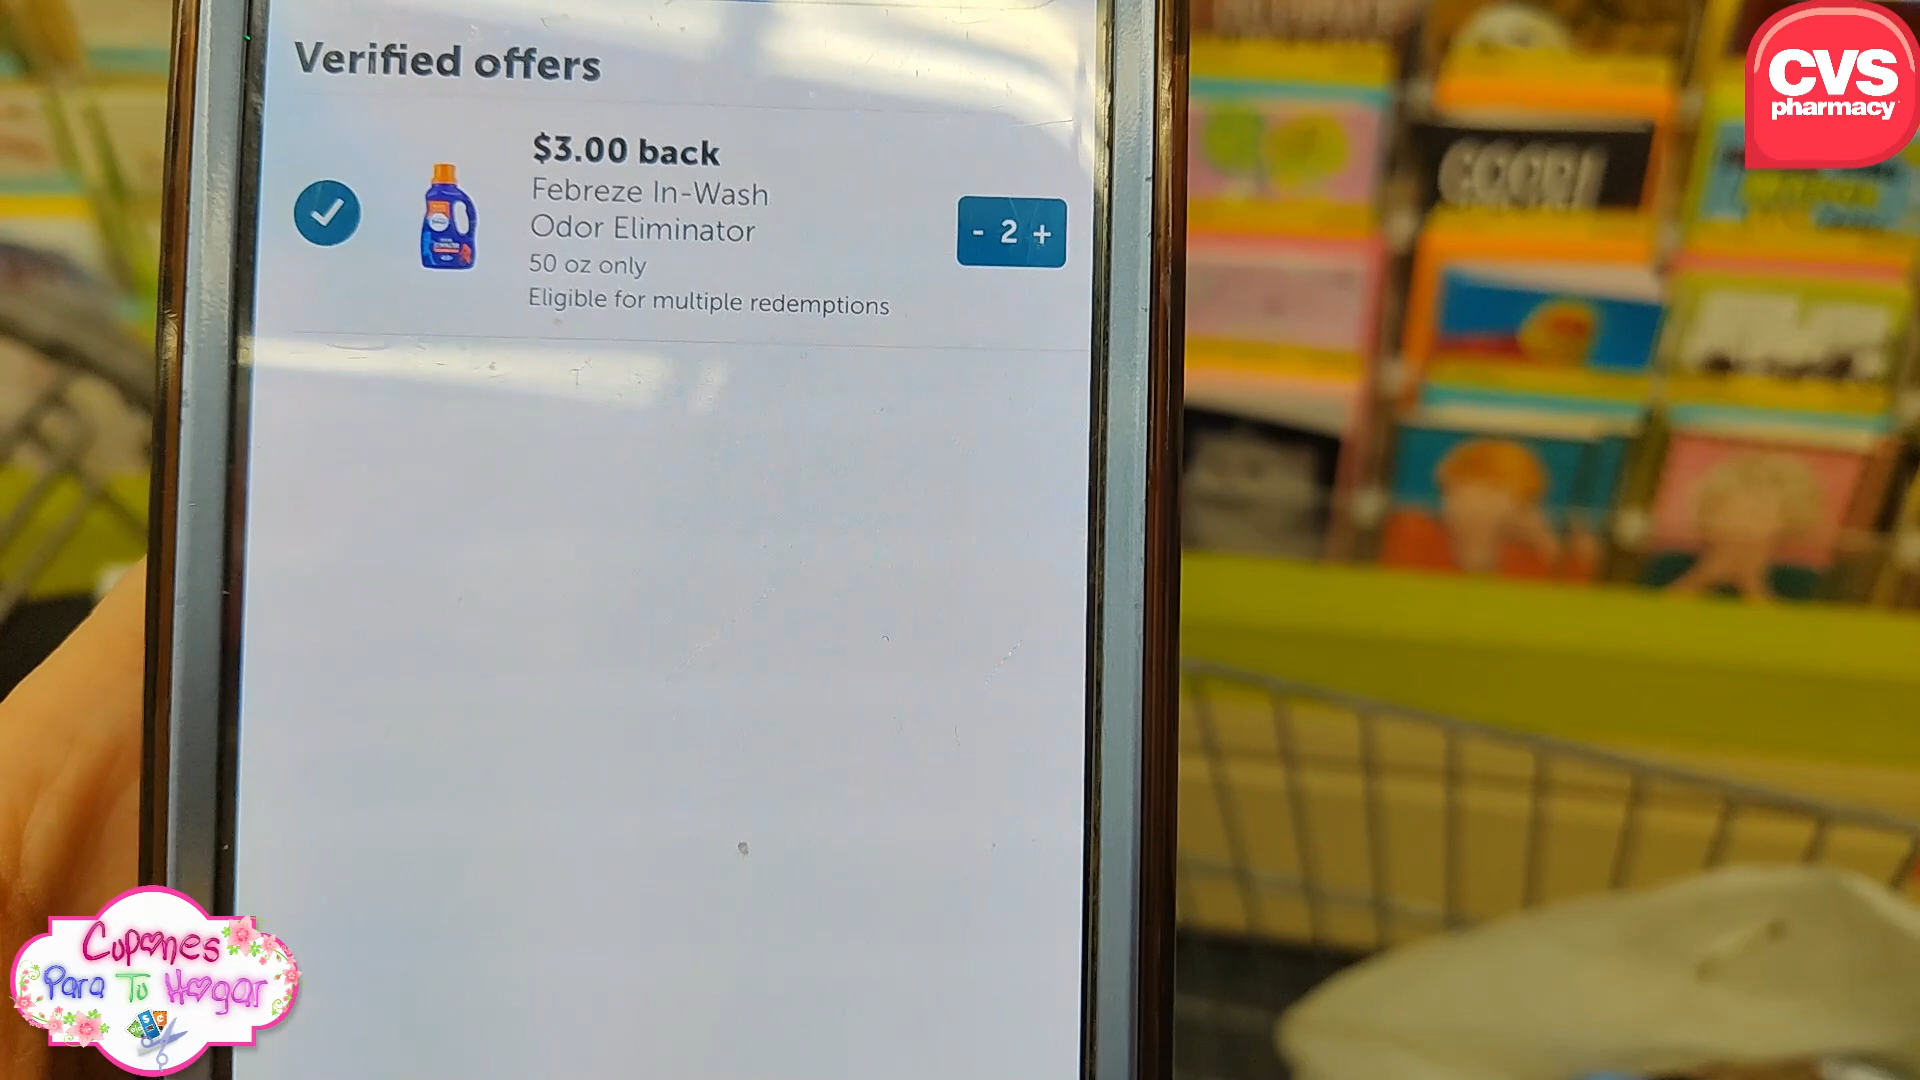 Verified offers
$3.00 back
Febreze In-Wash
Odor Eliminator
50 oz only
Eligible for multiple redemptions
- 2 +
CVS
pharmacy
Cupones
Para Tu Hogar